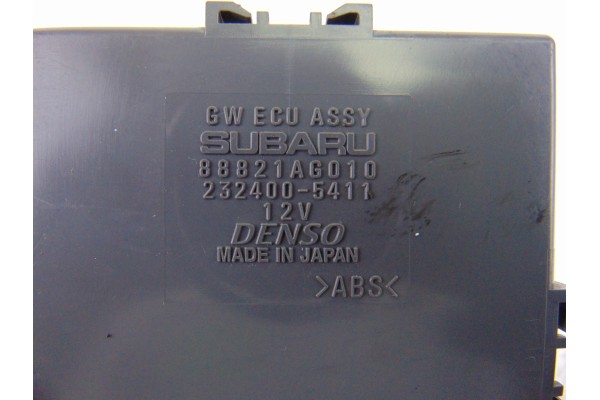 GW ECU ASSY
SUBARU
88821AG010
232400-5411
12V
DENSO
MADE IN JAPAN
>ABS<